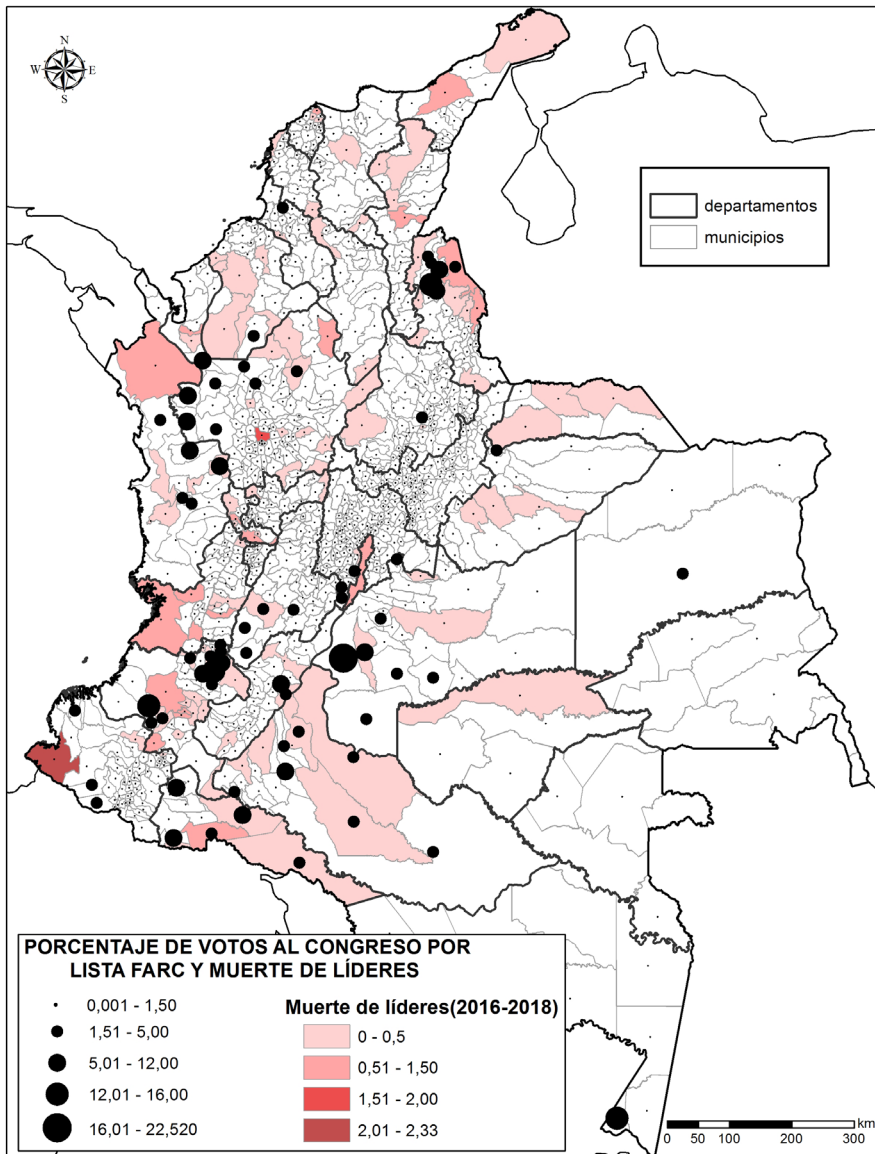 N
W E
S
departamentos
municipios
PORCENTAJE DE VOTOS AL CONGRESO POR
LISTA FARC Y MUERTE DE LÍDERES
0,001 - 1,50
1,51 - 5,00
5,01 - 12,00
12,01 - 16,00
16,01 - 22,520
Muerte de líderes(2016-2018)
0 - 0,5
0,51 - 1,50
1,51 - 2,00
2,01 - 2,33
km
0 50 100 200 300